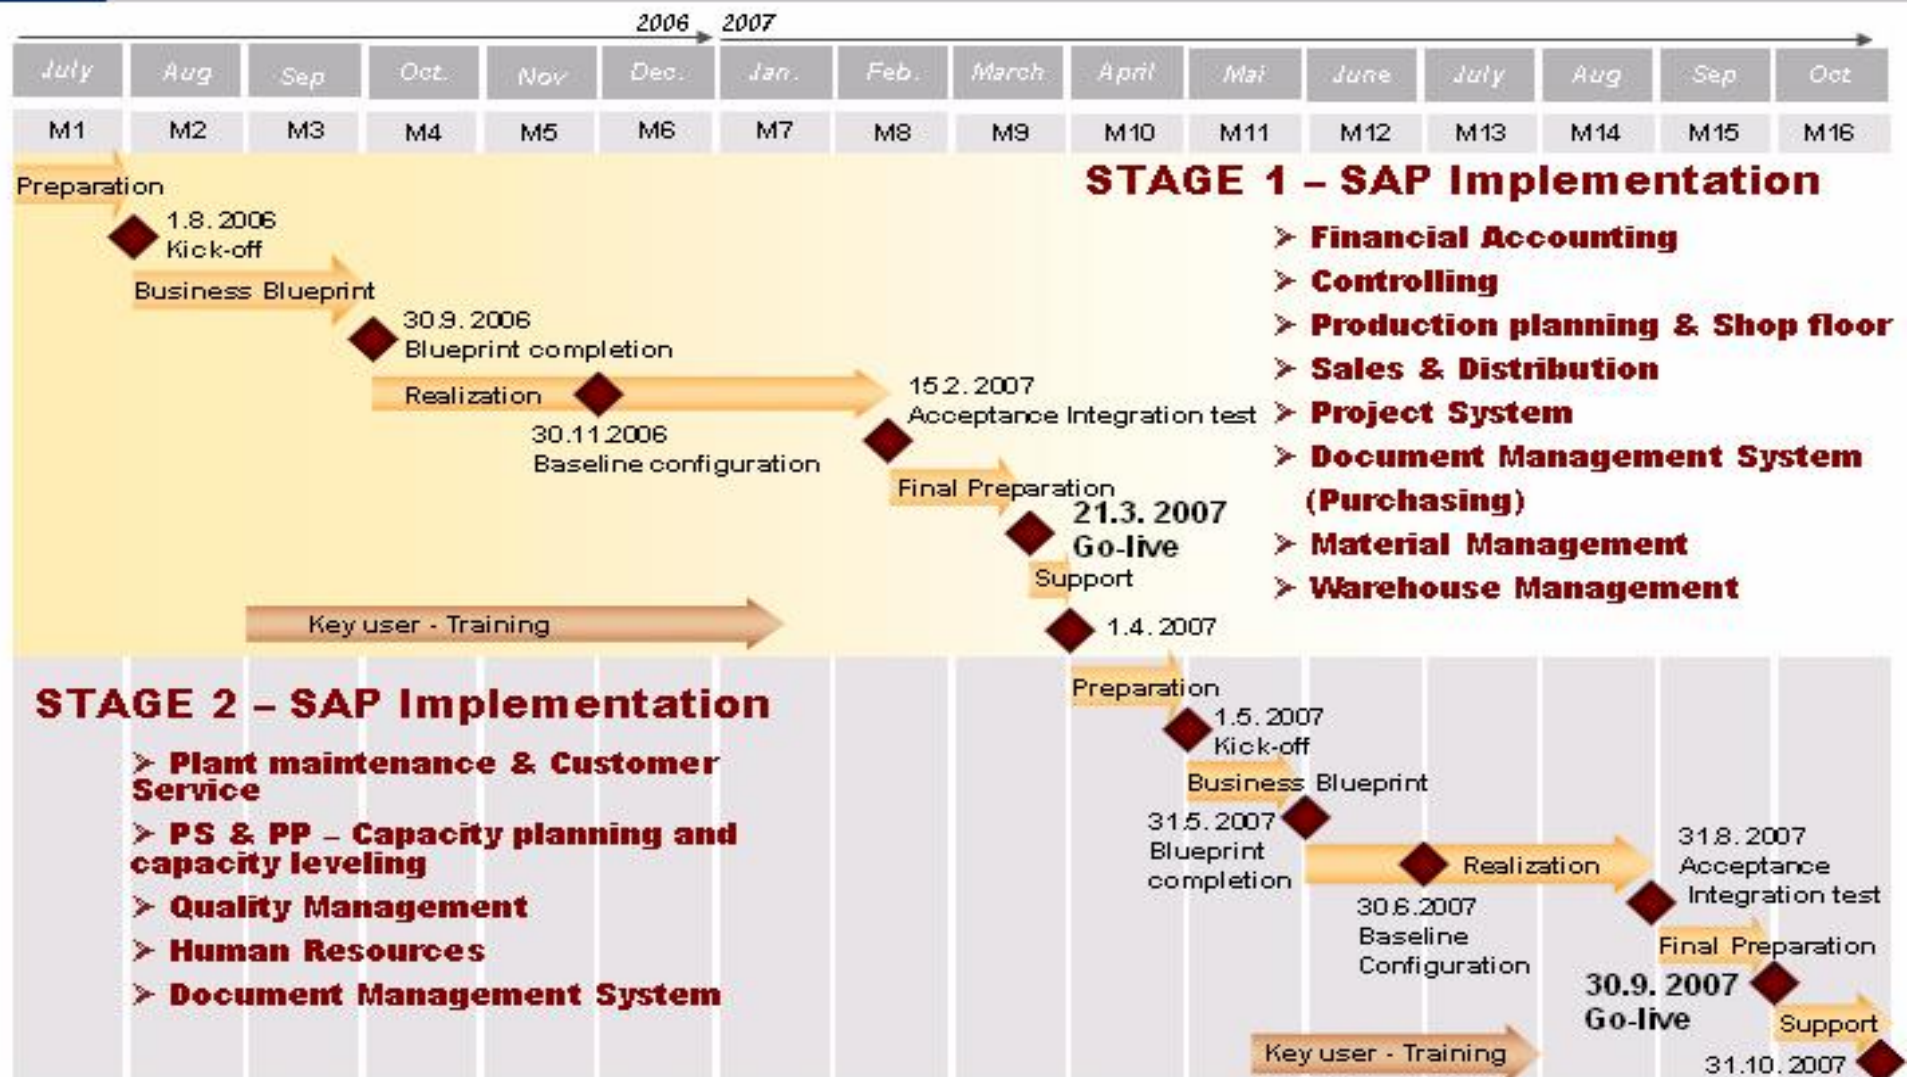 2006 2007
July Aug Sep Oct. Nov Dec. Jan. Feb. March April Mai June July Aug Sep Oct
M1 M2 M3 M4 M5 M6 M7 M8 M9 M10 M11 M12 M13 M14 M15 M16
STAGE 1 – SAP Implementation
➢ Financial Accounting
➢ Controlling
➢ Production planning & Shop floor
➢ Sales & Distribution
➢ Project System
➢ Document Management System
(Purchasing)
➢ Material Management
➢ Warehouse Management
Preparation
1.8. 2006
Kick-off
Business Blueprint
30.9. 2006
Blueprint completion
Realization
30.11.2006
Baseline configuration
15.2. 2007
Acceptance Integration test
Final Preparation
21.3. 2007
Go-live
Support
Key user - Training
1.4. 2007
STAGE 2 – SAP Implementation
➢ Plant maintenance & Customer
Service
➢ PS & PP – Capacity planning and
capacity leveling
➢ Quality Management
➢ Human Resources
➢ Document Management System
Preparation
1.5. 2007
Kick-off
Business Blueprint
31.5. 2007
Blueprint
completion
Realization
30.6.2007
Baseline
Configuration
31.8. 2007
Acceptance
Integration test
Final Preparation
30.9. 2007
Go-live
Support
Key user - Training
31.10. 2007